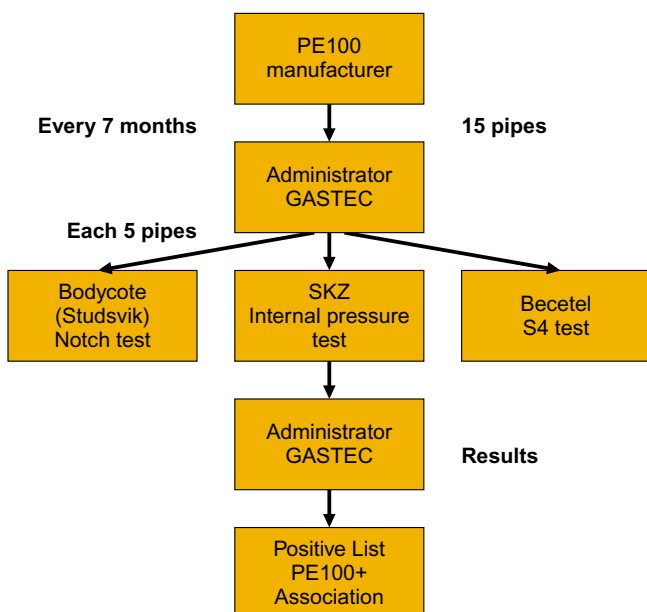 PE100
manufacturer
Every 7 months
15 pipes
Administrator
GASTEC
Each 5 pipes
Bodycote
(Studsvik)
Notch test
SKZ
Internal pressure
test
Becetel
S4 test
Administrator
GASTEC
Results
Positive List
PE100+
Association